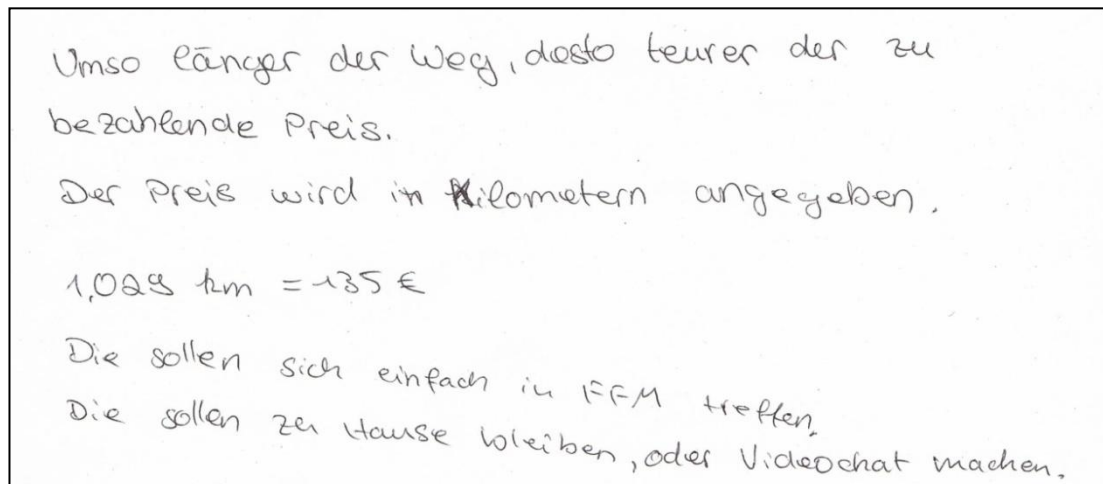 Umso länger der Weg, desto teurer der zu
bezahlende Preis.
Der Preis wird in Kilometern angegeben.
1,029 km = 135 €
Die sollen sich einfach in FFM treffen.
Die sollen zu Hause bleiben, oder Videochat machen.